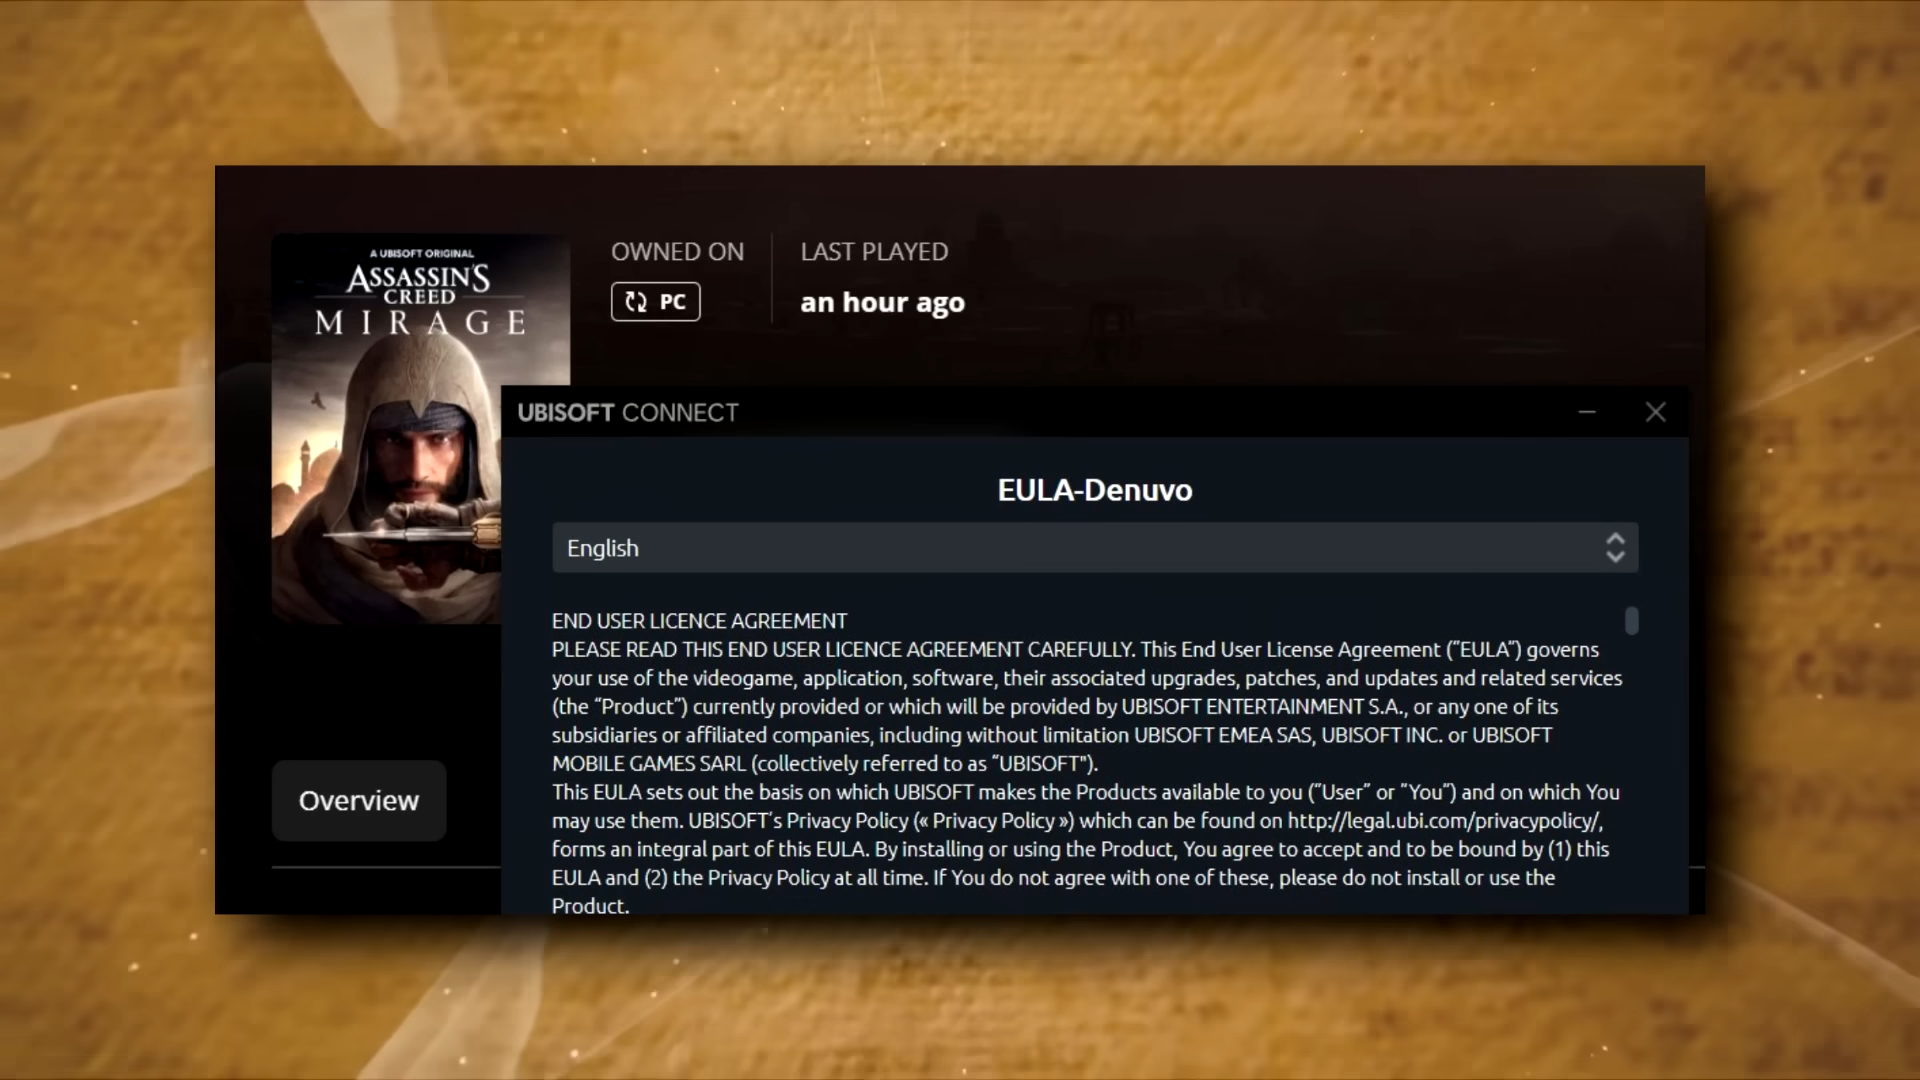 A UBISOFT ORIGINAL
ASSASSIN'S
CREED
MIRAGE
OWNED ON
PC
LAST PLAYED
an hour ago
UBISOFT CONNECT
EULA-Denuvo
English
END USER LICENCE AGREEMENT
PLEASE READ THIS END USER LICENCE AGREEMENT CAREFULLY. This End User License Agreement (“EULA”) governs
your use of the videogame, application, software, their associated upgrades, patches, and updates and related services
(the “Product”) currently provided or which will be provided by UBISOFT ENTERTAINMENT S.A., or any one of its
subsidiaries or affiliated companies, including without limitation UBISOFT EMEA SAS, UBISOFT INC. or UBISOFT
MOBILE GAMES SARL (collectively referred to as “UBISOFT”).
This EULA sets out the basis on which UBISOFT makes the Products available to you (“User” or “You”) and on which You
may use them. UBISOFT’s Privacy Policy (« Privacy Policy ») which can be found on http://legal.ubi.com/privacypolicy/,
forms an integral part of this EULA. By installing or using the Product, You agree to accept and to be bound by (1) this
EULA and (2) the Privacy Policy at all time. If You do not agree with one of these, please do not install or use the
Product.
Overview